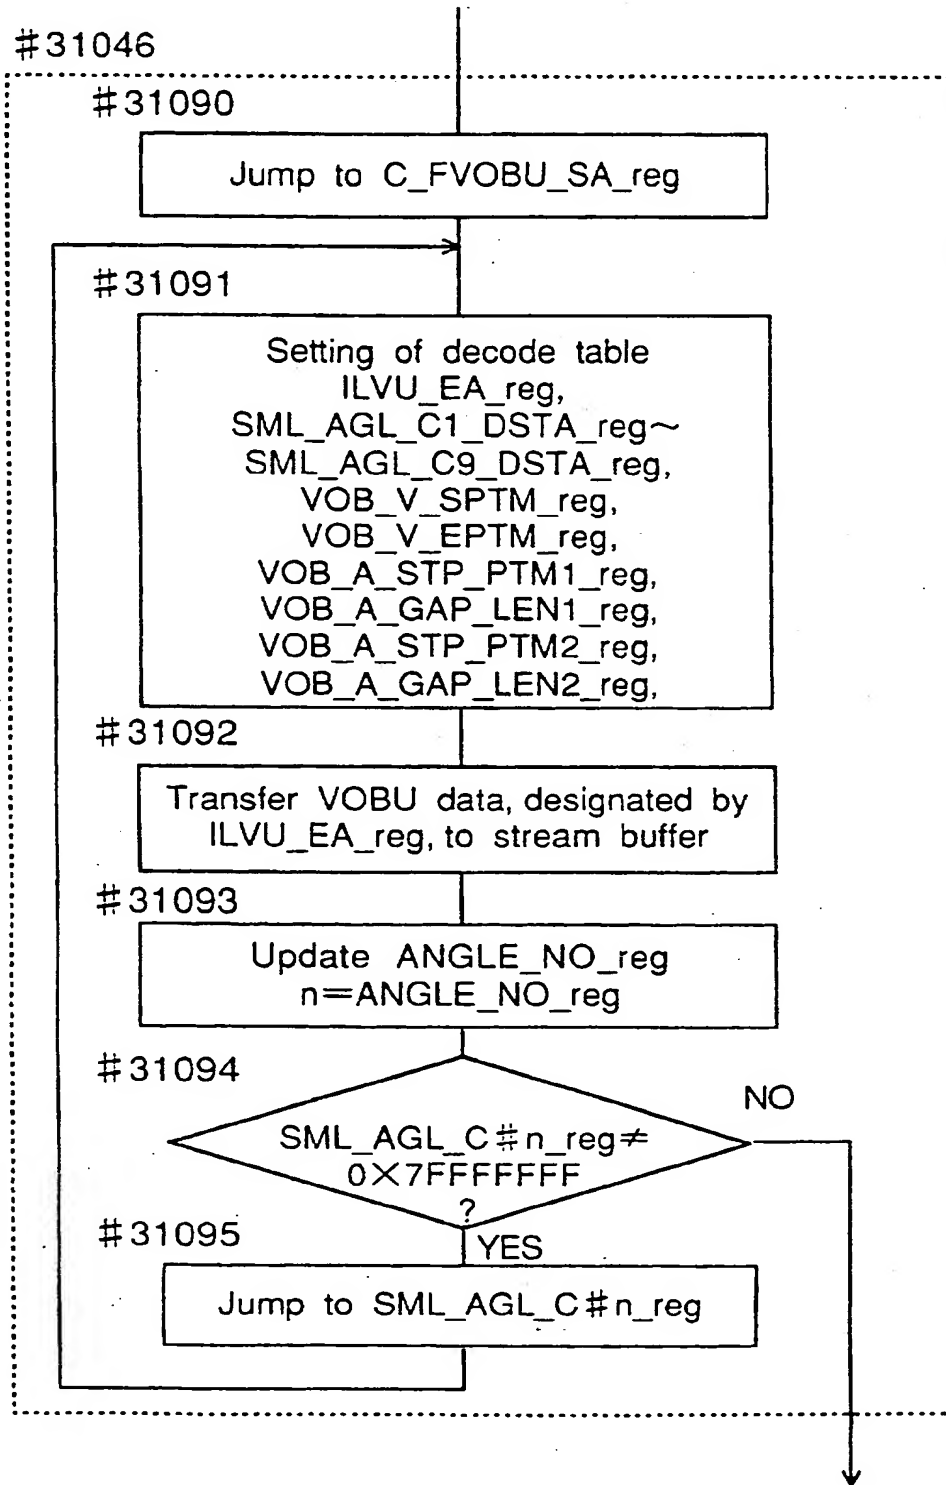 #31046
#31090
Jump to C_FVOBU_SA_reg
#31091
Setting of decode table
ILVU_EA_reg,
SML_AGL_C1_DSTA_reg~
SML_AGL_C9_DSTA_reg,
VOB_V_SPTM_reg,
VOB_V_EPTM_reg,
VOB_A_STP_PTM1_reg,
VOB_A_GAP_LEN1_reg,
VOB_A_STP_PTM2_reg,
VOB_A_GAP_LEN2_reg,
#31092
Transfer VOBU data, designated by
ILVU_EA_reg, to stream buffer
#31093
Update ANGLE_NO_reg
n=ANGLE_NO_reg
#31094
NO
SML_AGL_C#n_reg≠
0X7FFFFFFF
?
#31095
YES
Jump to SML_AGL_C#n_reg